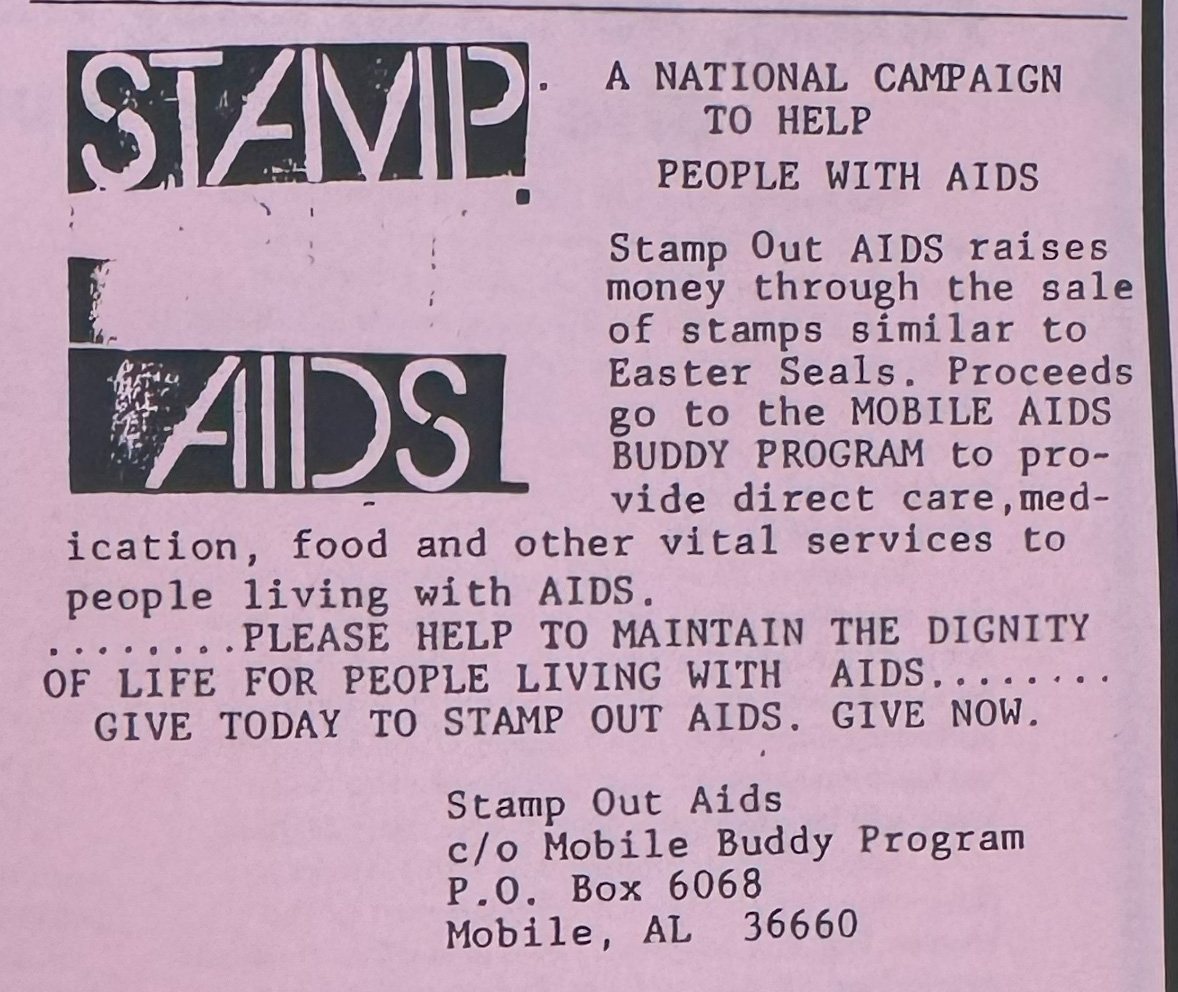 STAMP
AIDS
A NATIONAL CAMPAIGN
TO HELP
PEOPLE WITH AIDS
Stamp Out AIDS raises
money through the sale
of stamps similar to
Easter Seals. Proceeds
go to the MOBILE AIDS
BUDDY PROGRAM to pro-
vide direct care,med-
ication, food and other vital services to
people living with AIDS.
........PLEASE HELP TO MAINTAIN THE DIGNITY
OF LIFE FOR PEOPLE LIVING WITH AIDS........
GIVE TODAY TO STAMP OUT AIDS. GIVE NOW.
Stamp Out Aids
c/o Mobile Buddy Program
P.O. Box 6068
Mobile, AL 36660